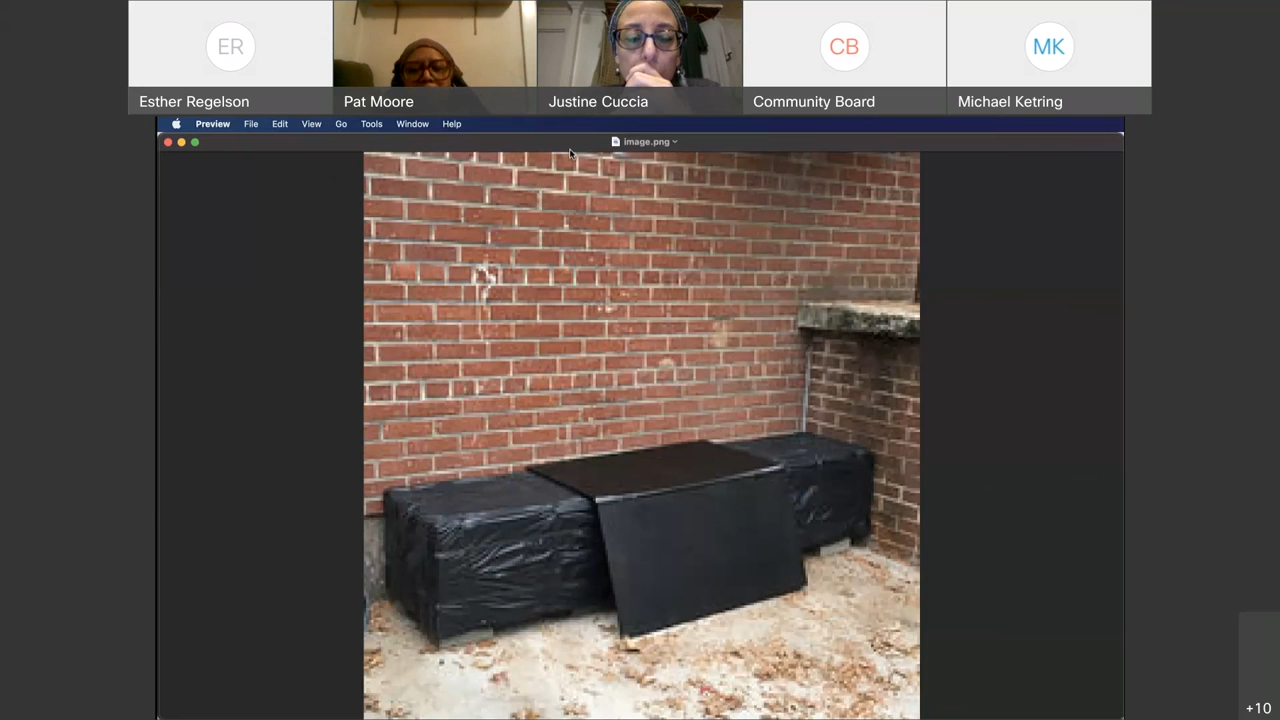 ER
CB
MK
Esther Regelson
Pat Moore
Justine Cuccia
Community Board
Michael Ketring
Preview File Edit View Go Tools Window Help
image.png
+10